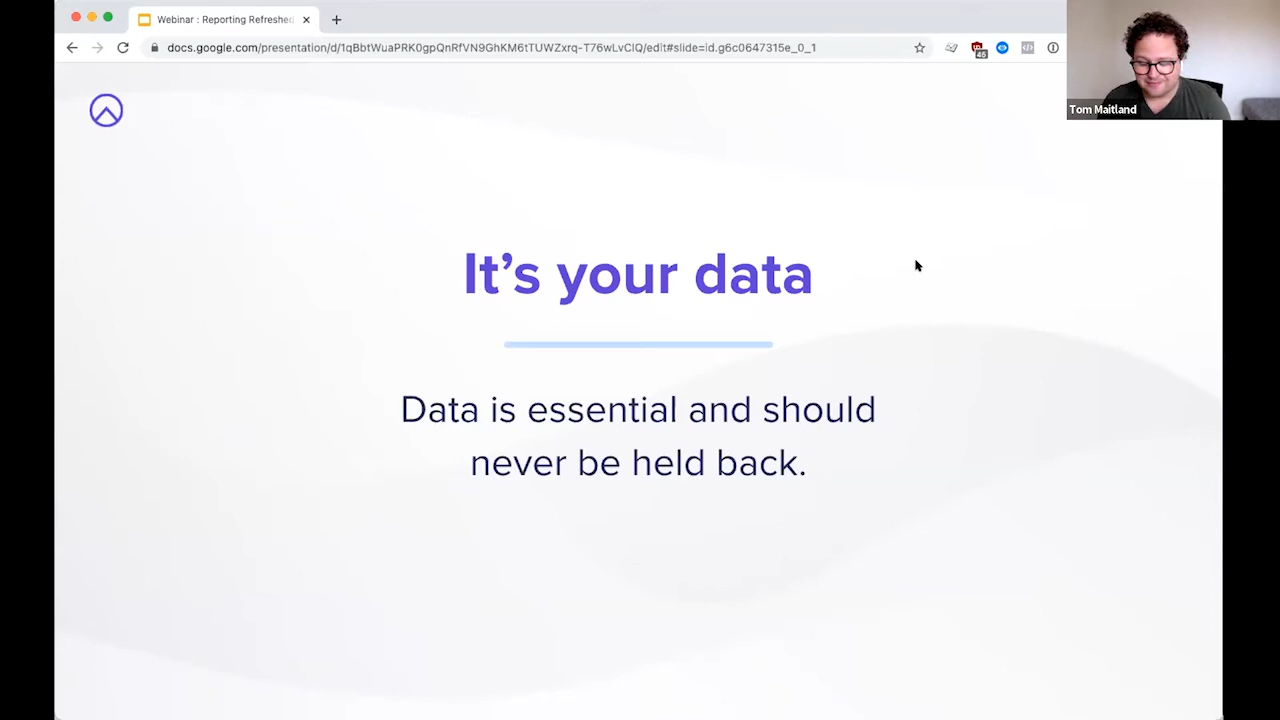 Webinar : Reporting Refreshed
docs.google.com/presentation/d/1qBbtWuaPRK0gpQnRfVN9GhKM6tTUWZxrq-T76wLvClQ/edit#slide=id.g6c0647315e_0_1
45
Tom Maitland
It’s your data
Data is essential and should
never be held back.